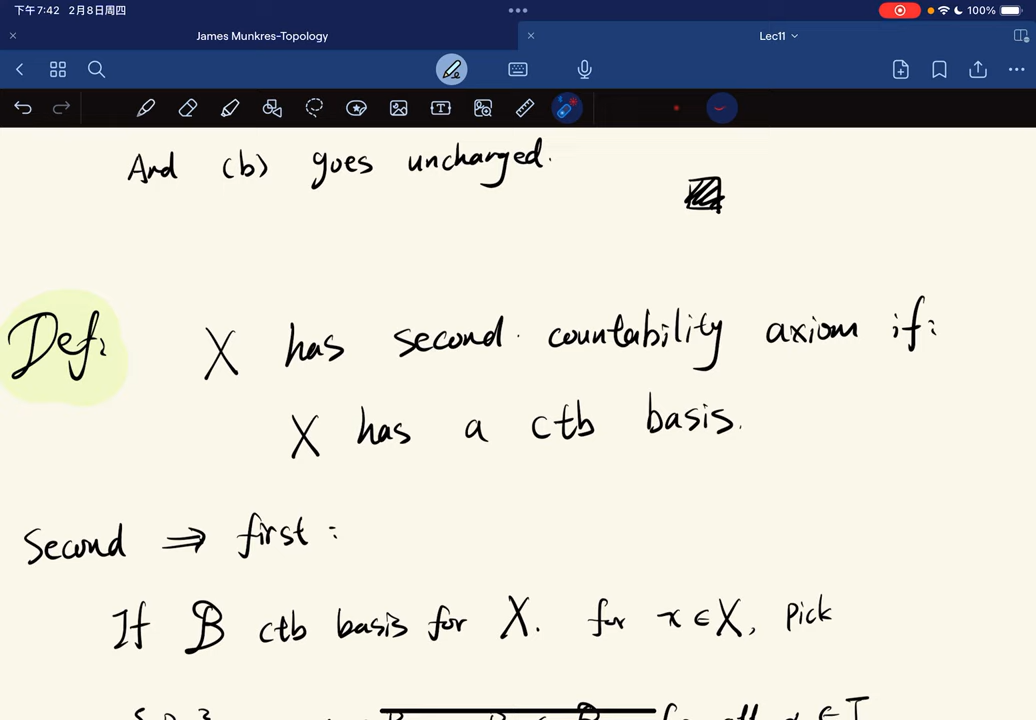 下午7:42 2月8日周四
100%
James Munkres-Topology
Lec11
And (b) goes unchanged.
Def:
X has second countability axiom if:
X has a ctb basis.
Second ⇒ first:
If B ctb basis for X. for x ∈ X, pick